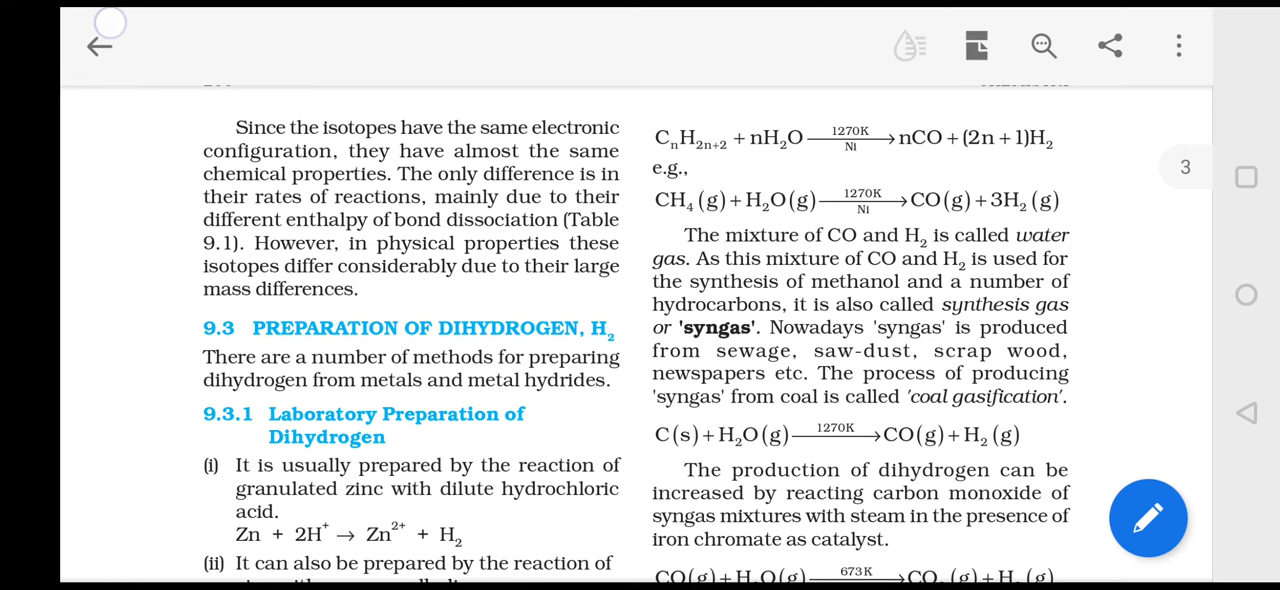 3
Since the isotopes have the same electronic
configuration, they have almost the same
chemical properties. The only difference is in
their rates of reactions, mainly due to their
different enthalpy of bond dissociation (Table
9.1). However, in physical properties these
isotopes differ considerably due to their large
mass differences.
9.3 PREPARATION OF DIHYDROGEN, H₂
There are a number of methods for preparing
dihydrogen from metals and metal hydrides.
9.3.1 Laboratory Preparation of
Dihydrogen
(i) It is usually prepared by the reaction of
granulated zinc with dilute hydrochloric
acid.
Zn + 2H⁺ → Zn²⁺ + H₂
(ii) It can also be prepared by the reaction of
CₙH₂ₙ₊₂ + nH₂O 1270K Ni → nCO + (2n + 1)H₂
e.g.,
CH₄ (g) + H₂O (g) 1270K Ni → CO (g) + 3H₂ (g)
The mixture of CO and H₂ is called water
gas. As this mixture of CO and H₂ is used for
the synthesis of methanol and a number of
hydrocarbons, it is also called synthesis gas
or 'syngas'. Nowadays 'syngas' is produced
from sewage, saw-dust, scrap wood,
newspapers etc. The process of producing
'syngas' from coal is called 'coal gasification'.
C(s) + H₂O(g) 1270K → CO(g) + H₂ (g)
The production of dihydrogen can be
increased by reacting carbon monoxide of
syngas mixtures with steam in the presence of
iron chromate as catalyst.
CO(g) + H₂O(g) 673K → CO₂ (g) + H₂ (g)